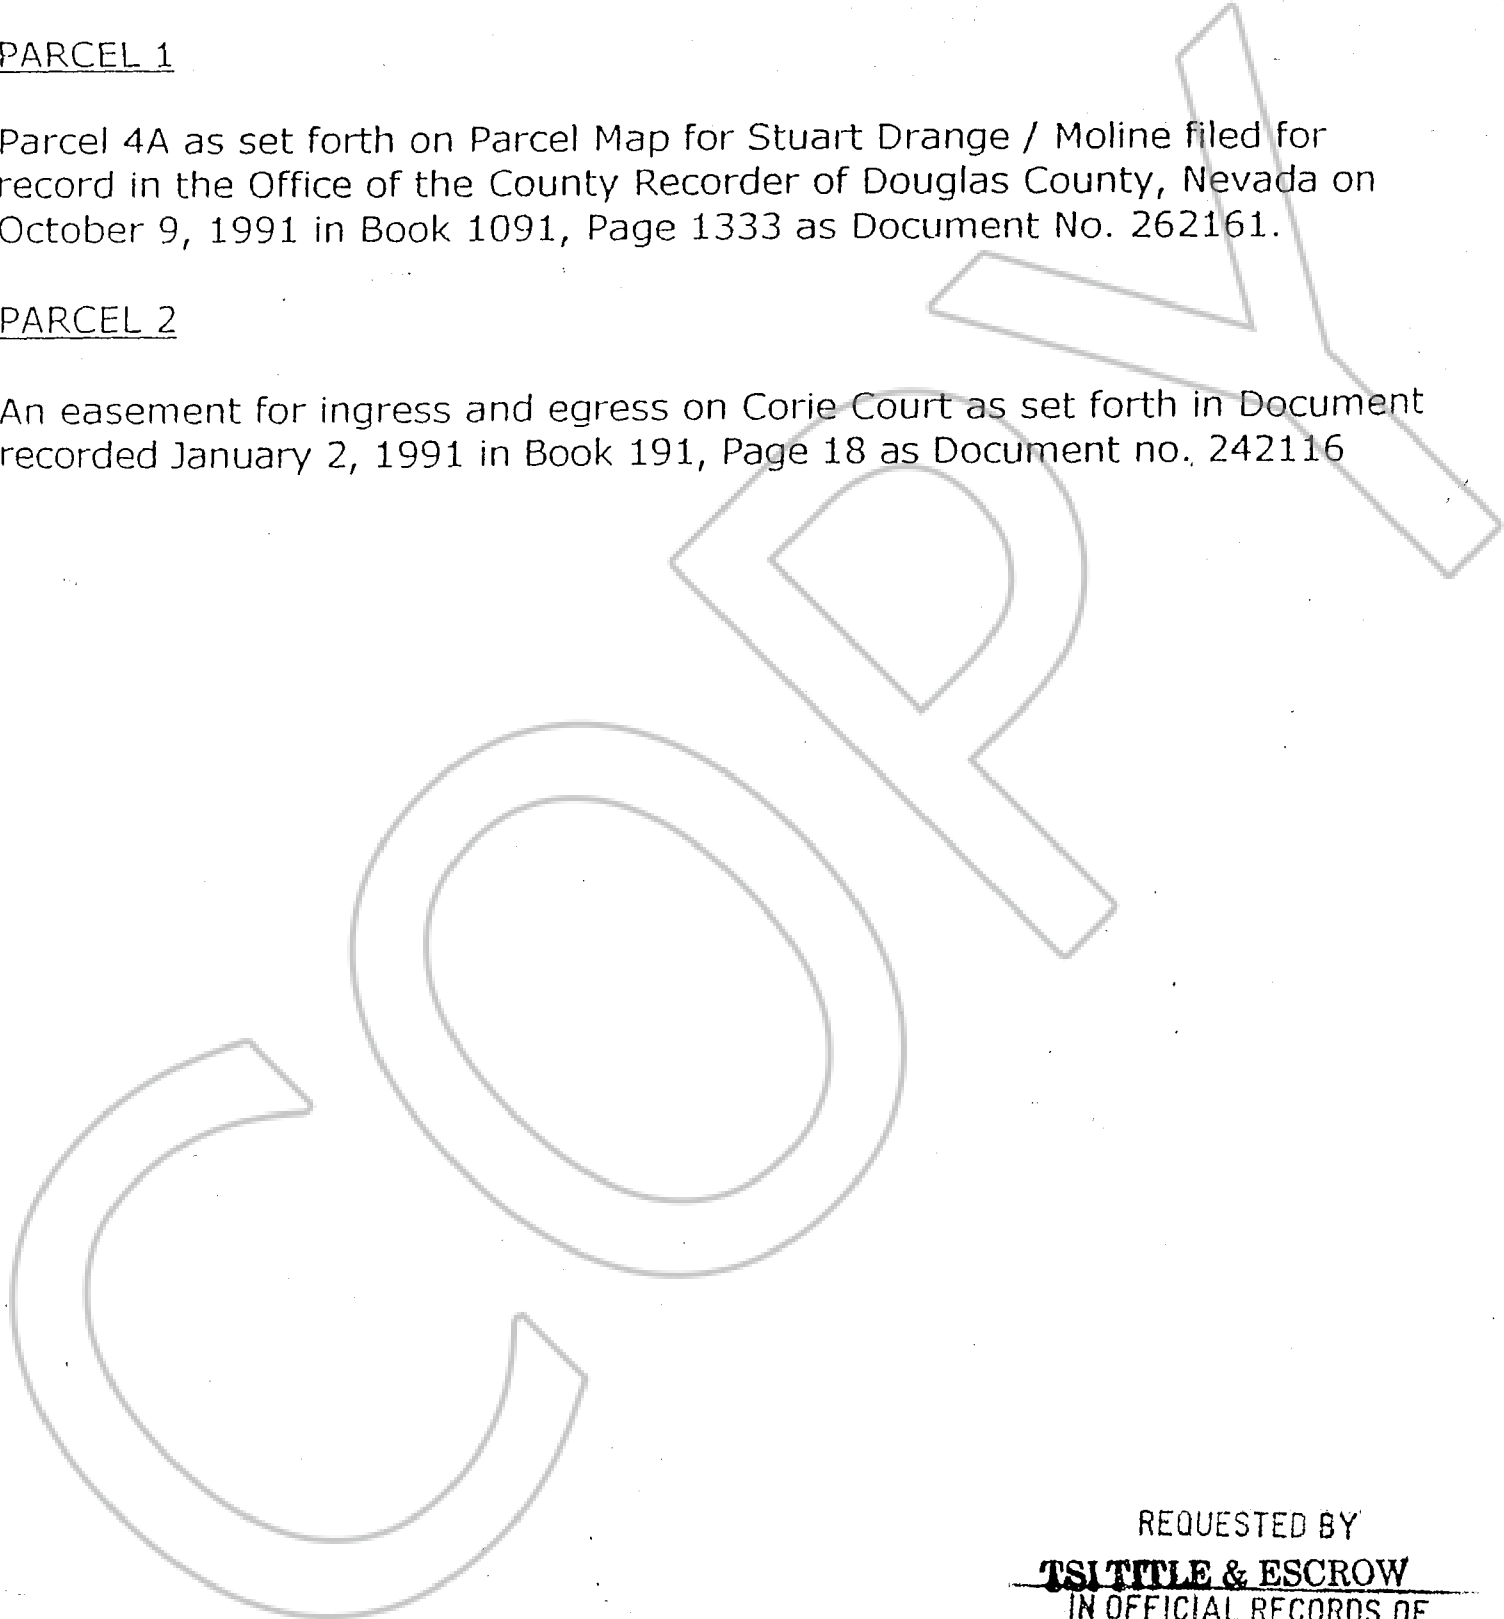 PARCEL 1
Parcel 4A as set forth on Parcel Map for Stuart Drange / Moline filed for
record in the Office of the County Recorder of Douglas County, Nevada on
October 9, 1991 in Book 1091, Page 1333 as Document No. 262161.
PARCEL 2
An easement for ingress and egress on Corie Court as set forth in Document
recorded January 2, 1991 in Book 191, Page 18 as Document no. 242116
COPY
REQUESTED BY
TSI TITLE & ESCROW
IN OFFICIAL RECORDS OF